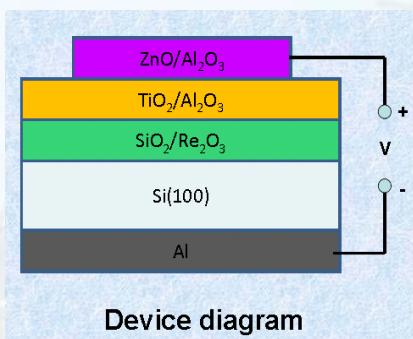 ZnO/Al₂O₃
TiO₂/Al₂O₃
+
SiO₂/Re₂O₃
V
Si(100)
-
Al
Device diagram